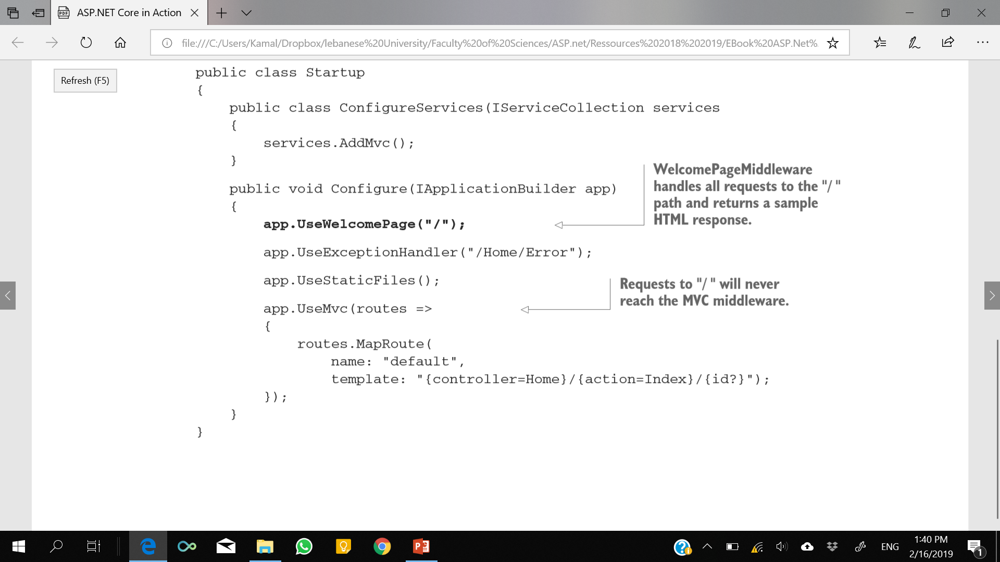 ASP.NET Core in Action
file:///C:/Users/Kamal/Dropbox/lebanese%20University/Faculty%20of%20Sciences/ASP.net/Ressources%202018%202019/EBook%20ASP.Net%.
Refresh (F5)
public class Startup
{
public class ConfigureServices(IServiceCollection services
{
services.AddMvc();
}
public void Configure(IApplicationBuilder app)
{
app.UseWelcomePage("/");
WelcomePageMiddleware
handles all requests to the "/ "
path and returns a sample
HTML response.
app.UseExceptionHandler("/Home/Error");
app.UseStaticFiles();
app.UseMvc(routes =>
Requests to "/ " will never
reach the MVC middleware.
{
routes.MapRoute(
name: "default",
template: "{controller=Home}/{action=Index}/{id?}");
});
}
}
ENG
1:40 PM
2/16/2019
1